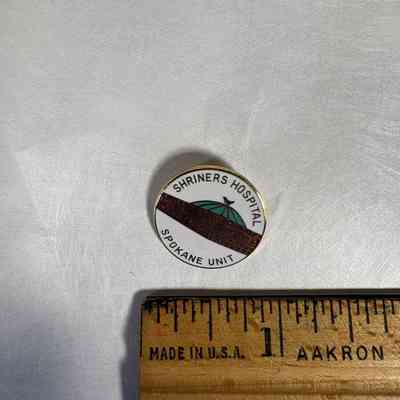 SHRINERS HOSPITAL
SPOKANE UNIT
MADE IN U.S.A. 1 AAKRON